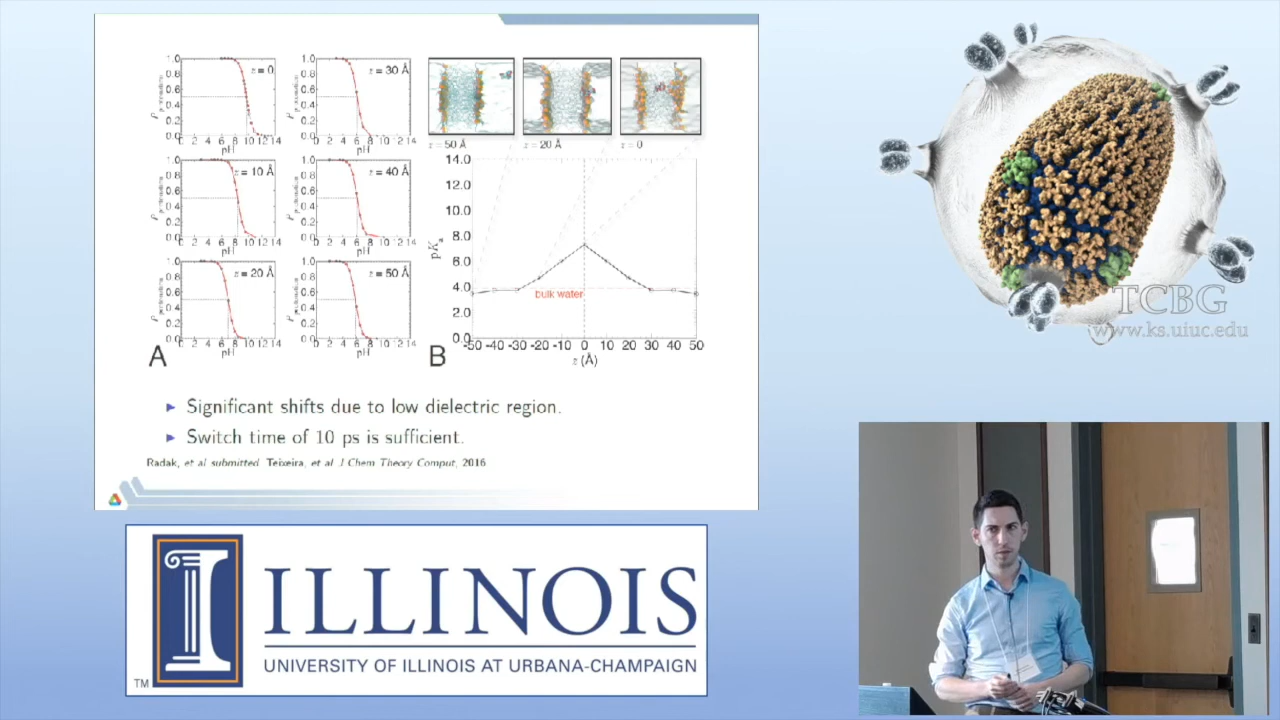 z = 0
z = 30 Å
z = 10 Å
z = 40 Å
z = 20 Å
z = 50 Å
pH
A
z = 50 Å
z = 20 Å
z = 0
14.0
12.0
10.0
8.0
6.0
4.0
2.0
0.0
pKa
bulk water
-50 -40 -30 -20 -10 0 10 20 30 40 50
z (Å)
B
Significant shifts due to low dielectric region.
Switch time of 10 ps is sufficient.
Radak, et al submitted. Teixeira, et al J Chem Theory Comput, 2016
TCBG
www.ks.uiuc.edu
ILLINOIS
UNIVERSITY OF ILLINOIS AT URBANA-CHAMPAIGN
TM